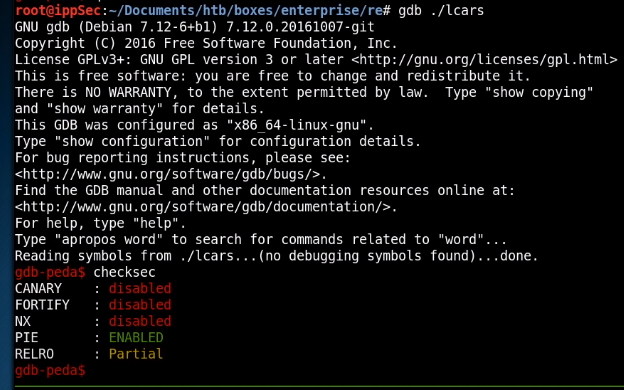 root@ippSec:~/Documents/htb/boxes/enterprise/re# gdb ./lcars
GNU gdb (Debian 7.12-6+b1) 7.12.0.20161007-git
Copyright (C) 2016 Free Software Foundation, Inc.
License GPLv3+: GNU GPL version 3 or later <http://gnu.org/licenses/gpl.html>
This is free software: you are free to change and redistribute it.
There is NO WARRANTY, to the extent permitted by law.  Type "show copying"
and "show warranty" for details.
This GDB was configured as "x86_64-linux-gnu".
Type "show configuration" for configuration details.
For bug reporting instructions, please see:
<http://www.gnu.org/software/gdb/bugs/>.
Find the GDB manual and other documentation resources online at:
<http://www.gnu.org/software/gdb/documentation/>.
For help, type "help".
Type "apropos word" to search for commands related to "word"...
Reading symbols from ./lcars...(no debugging symbols found)...done.
gdb-peda$ checksec
CANARY    : disabled
FORTIFY   : disabled
NX        : disabled
PIE       : ENABLED
RELRO     : Partial
gdb-peda$